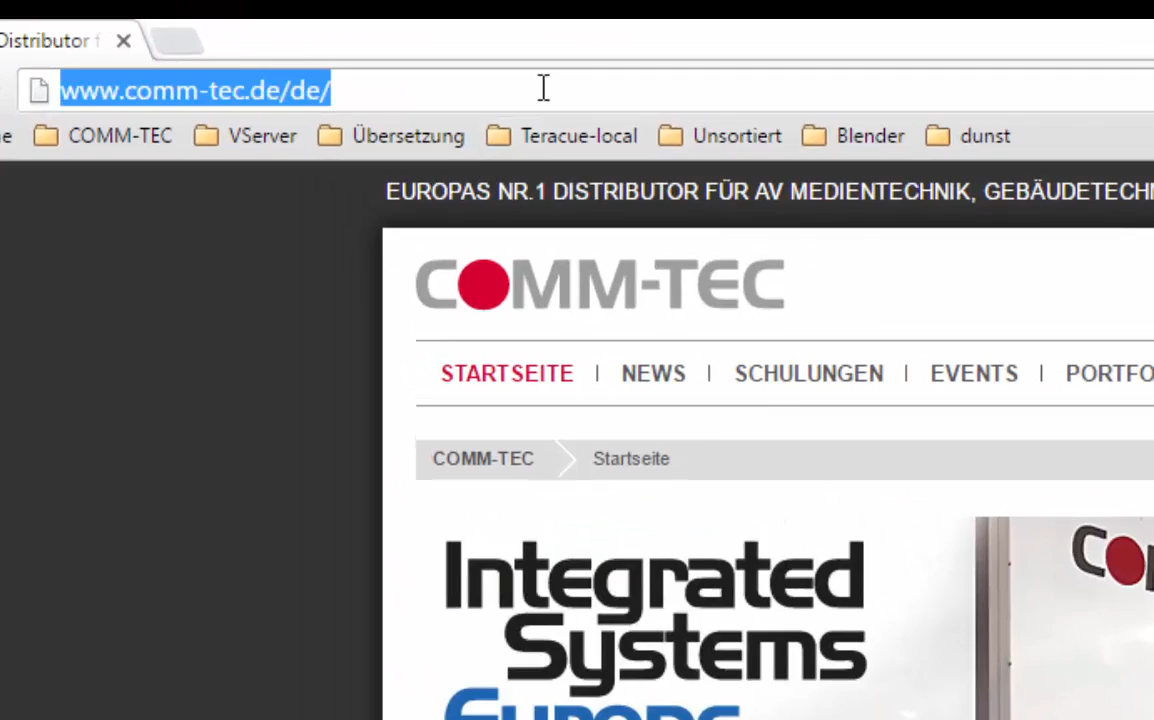 Distributor f
www.comm-tec.de/de/
e COMM-TEC VServer Übersetzung Teracue-local Unsortiert Blender dunst
EUROPAS NR.1 DISTRIBUTOR FÜR AV MEDIENTECHNIK, GEBÄUDETECHN
COMM-TEC
STARTSEITE | NEWS | SCHULUNGEN | EVENTS | PORTFO
COMM-TEC Startseite
Integrated
Systems
Europe